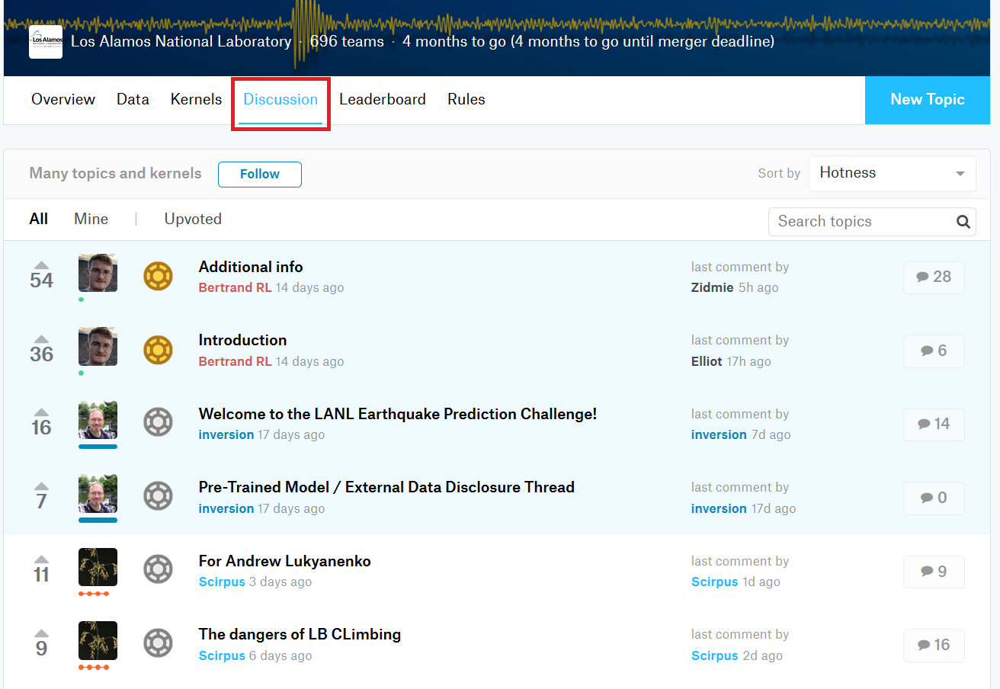 Los Alamos
NATIONAL LABORATORY
Los Alamos National Laboratory · 696 teams · 4 months to go (4 months to go until merger deadline)
Overview Data Kernels Discussion Leaderboard Rules New Topic
Many topics and kernels Follow Sort by Hotness
All Mine | Upvoted Search topics
54 Additional info last comment by 28
Bertrand RL 14 days ago Zidmie 5h ago
36 Introduction last comment by 6
Bertrand RL 14 days ago Elliot 17h ago
16 Welcome to the LANL Earthquake Prediction Challenge! last comment by 14
inversion 17 days ago inversion 7d ago
7 Pre-Trained Model / External Data Disclosure Thread last comment by 0
inversion 17 days ago inversion 17d ago
11 For Andrew Lukyanenko last comment by 9
Scirpus 3 days ago Scirpus 1d ago
9 The dangers of LB CLimbing last comment by 16
Scirpus 6 days ago Scirpus 2d ago